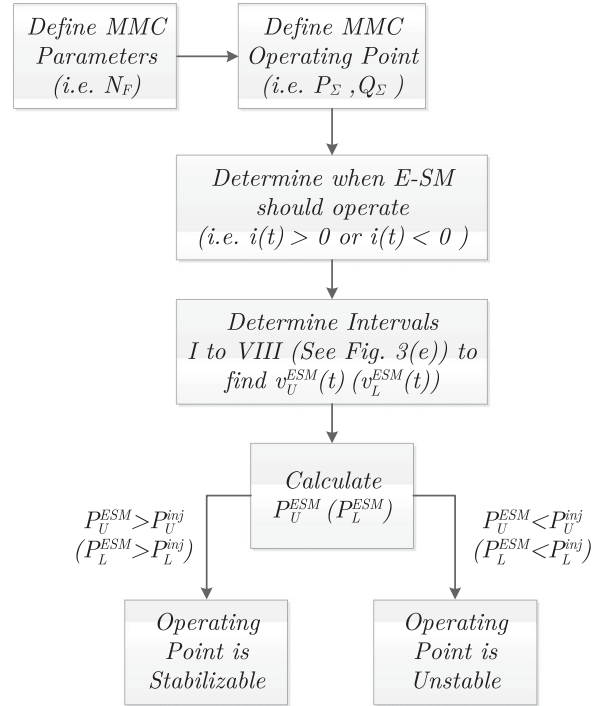 Define MMC
Parameters
(i.e. N_F)
Define MMC
Operating Point
(i.e. P_Σ ,Q_Σ )
Determine when E-SM
should operate
(i.e. i(t) > 0 or i(t) < 0 )
Determine Intervals
I to VIII (See Fig. 3(e)) to
find v_U^ESM(t) (v_L^ESM(t))
Calculate
P_U^ESM (P_L^ESM)
P_U^ESM>P_U^inj
(P_L^ESM>P_L^inj)
P_U^ESM<P_U^inj
(P_L^ESM<P_L^inj)
Operating
Point is
Stabilizable
Operating
Point is
Unstable